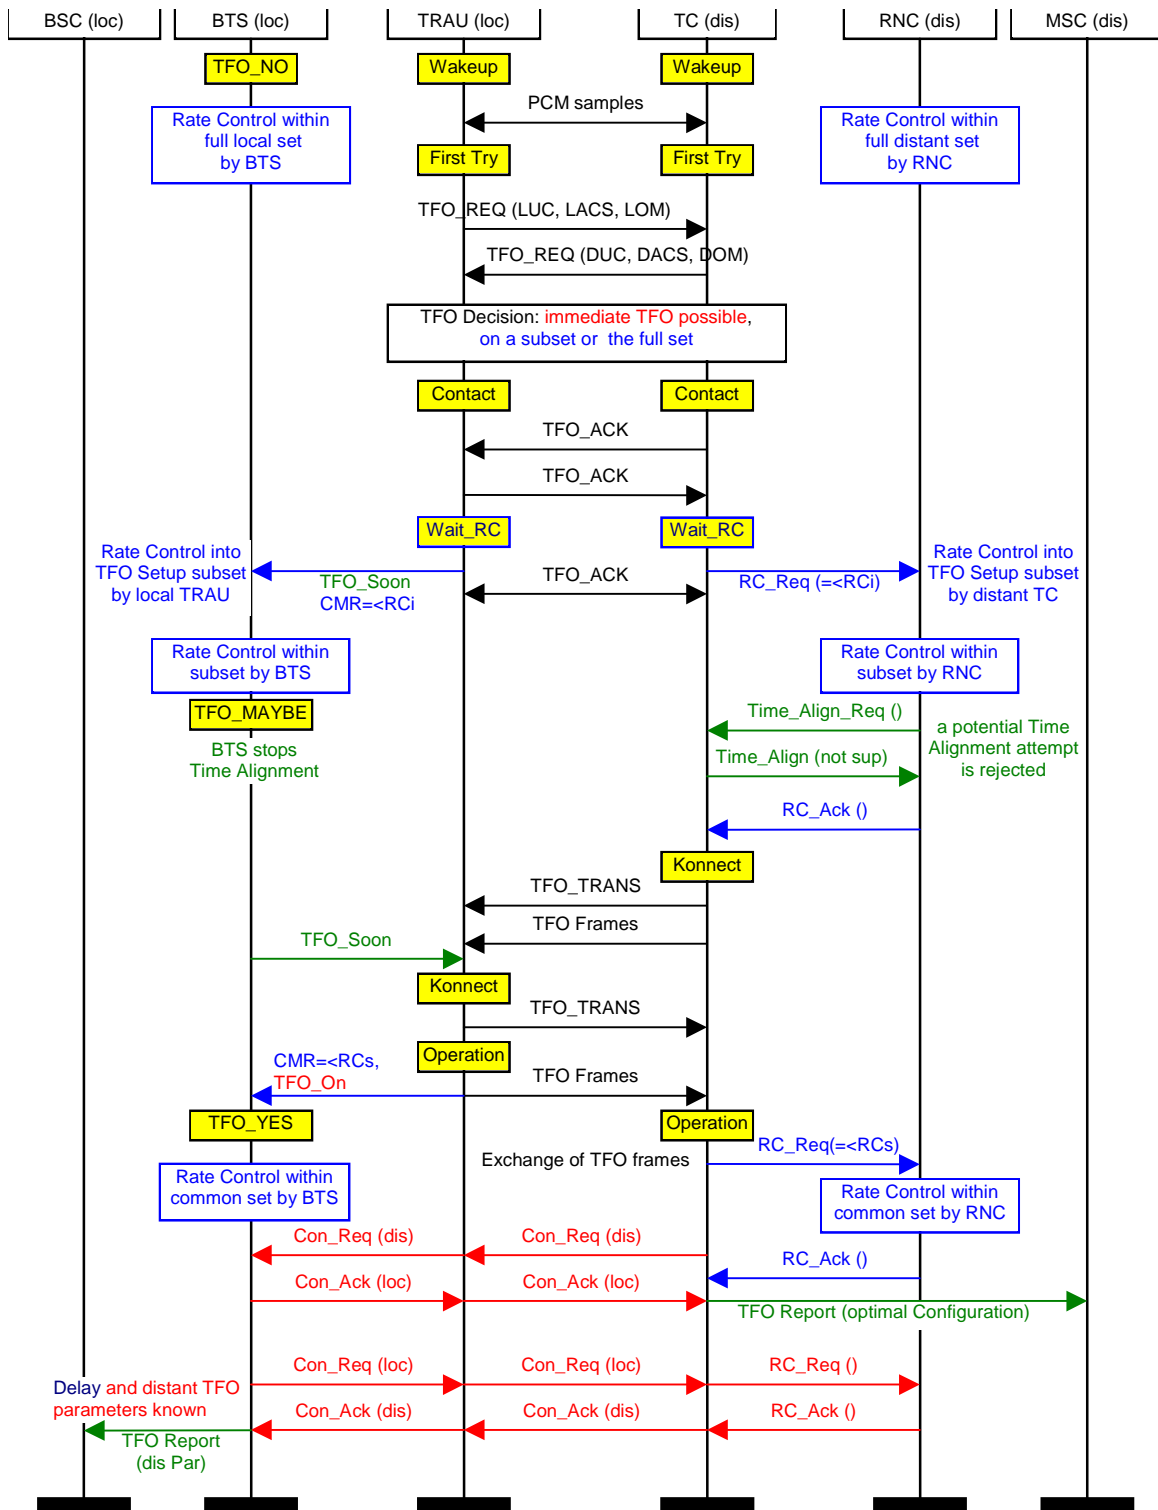 BSC (loc)
BTS (loc)
TRAU (loc)
TC (dis)
RNC (dis)
MSC (dis)
TFO_NO
Wakeup
Wakeup
PCM samples
Rate Control within
full local set
by BTS
Rate Control within
full distant set
by RNC
First Try
First Try
TFO_REQ (LUC, LACS, LOM)
TFO_REQ (DUC, DACS, DOM)
TFO Decision: immediate TFO possible,
on a subset or the full set
Contact
Contact
TFO_ACK
TFO_ACK
Wait_RC
Wait_RC
Rate Control into
TFO Setup subset
by local TRAU
TFO_Soon
CMR=<RCi
TFO_ACK
RC_Req (=<RCi)
Rate Control into
TFO Setup subset
by distant TC
Rate Control within
subset by BTS
Rate Control within
subset by RNC
TFO_MAYBE
BTS stops
Time Alignment
Time_Align_Req ()
Time_Align (not sup)
a potential Time
Alignment attempt
is rejected
RC_Ack ()
Konnect
TFO_TRANS
TFO Frames
TFO_Soon
Konnect
TFO_TRANS
Operation
CMR=<RCs,
TFO_On
TFO Frames
TFO_YES
Operation
Exchange of TFO frames
RC_Req(=<RCs)
Rate Control within
common set by BTS
Rate Control within
common set by RNC
Con_Req (dis)
Con_Req (dis)
RC_Ack ()
Con_Ack (loc)
Con_Ack (loc)
TFO Report (optimal Configuration)
Con_Req (loc)
Con_Req (loc)
RC_Req ()
Delay and distant TFO
parameters known
Con_Ack (dis)
Con_Ack (dis)
RC_Ack ()
TFO Report
(dis Par)